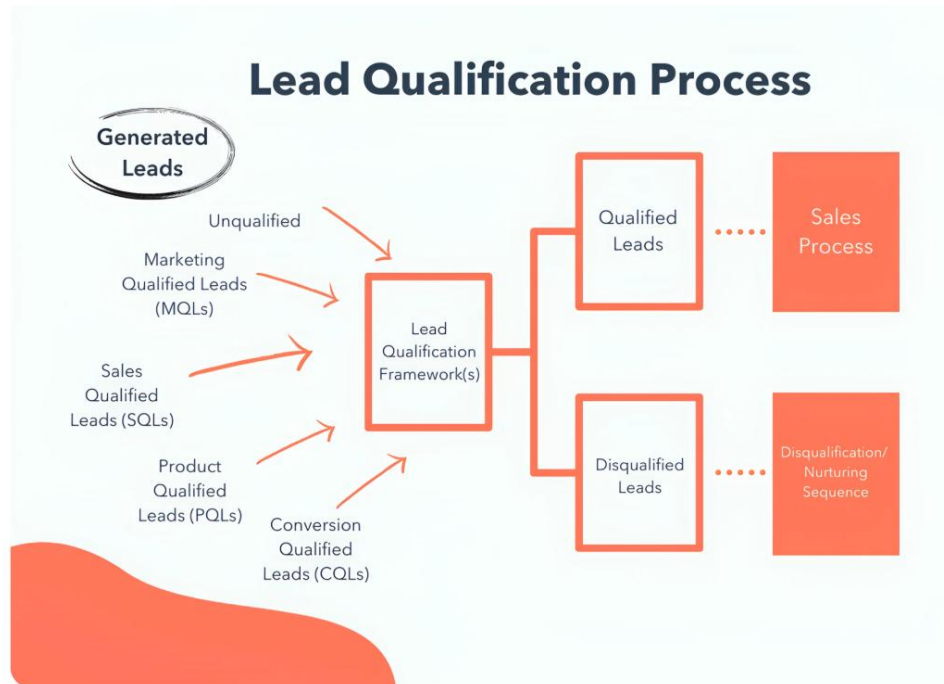 Lead Qualification Process
Generated
Leads
Unqualified
Marketing
Qualified Leads
(MQLs)
Sales
Qualified
Leads (SQLs)
Product
Qualified
Leads (PQLs)
Conversion
Qualified
Leads (CQLs)
Lead
Qualification
Framework(s)
Qualified
Leads
Sales
Process
Disqualified
Leads
Disqualification/
Nurturing
Sequence